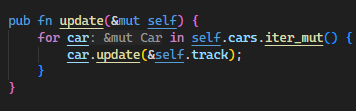 pub fn update(&mut self) {
    for car: &mut Car in self.cars.iter_mut() {
        car.update(&self.track);
    }
}